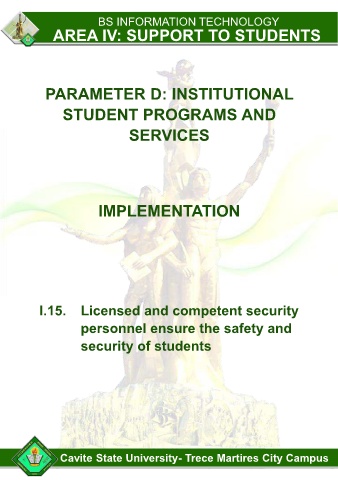 BS INFORMATION TECHNOLOGY
AREA IV: SUPPORT TO STUDENTS
PARAMETER D: INSTITUTIONAL
STUDENT PROGRAMS AND
SERVICES
IMPLEMENTATION
I.15. Licensed and competent security
personnel ensure the safety and
security of students
Cavite State University- Trece Martires City Campus